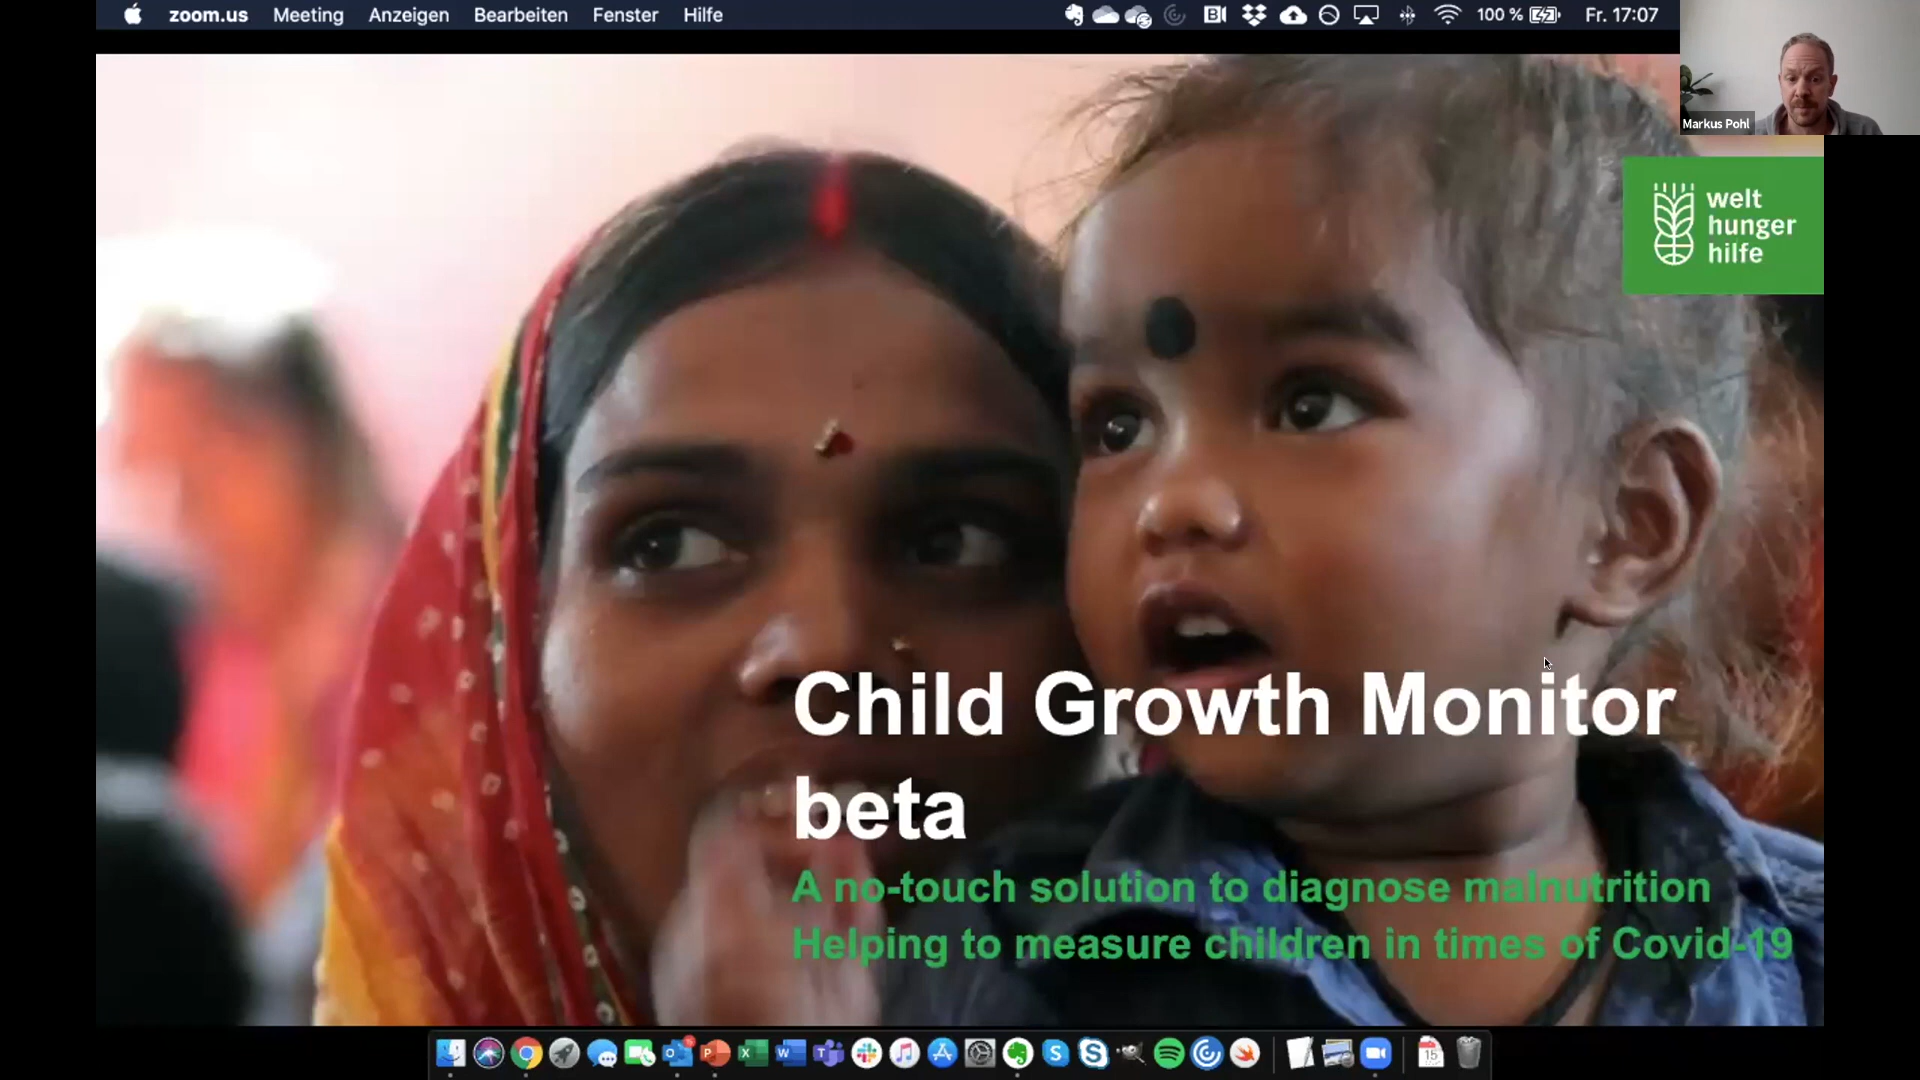 zoom.us Meeting Anzeigen Bearbeiten Fenster Hilfe 100 % Fr. 17:07
Markus Pohl
welt
hunger
hilfe
Child Growth Monitor
beta
A no-touch solution to diagnose malnutrition
Helping to measure children in times of Covid-19
15